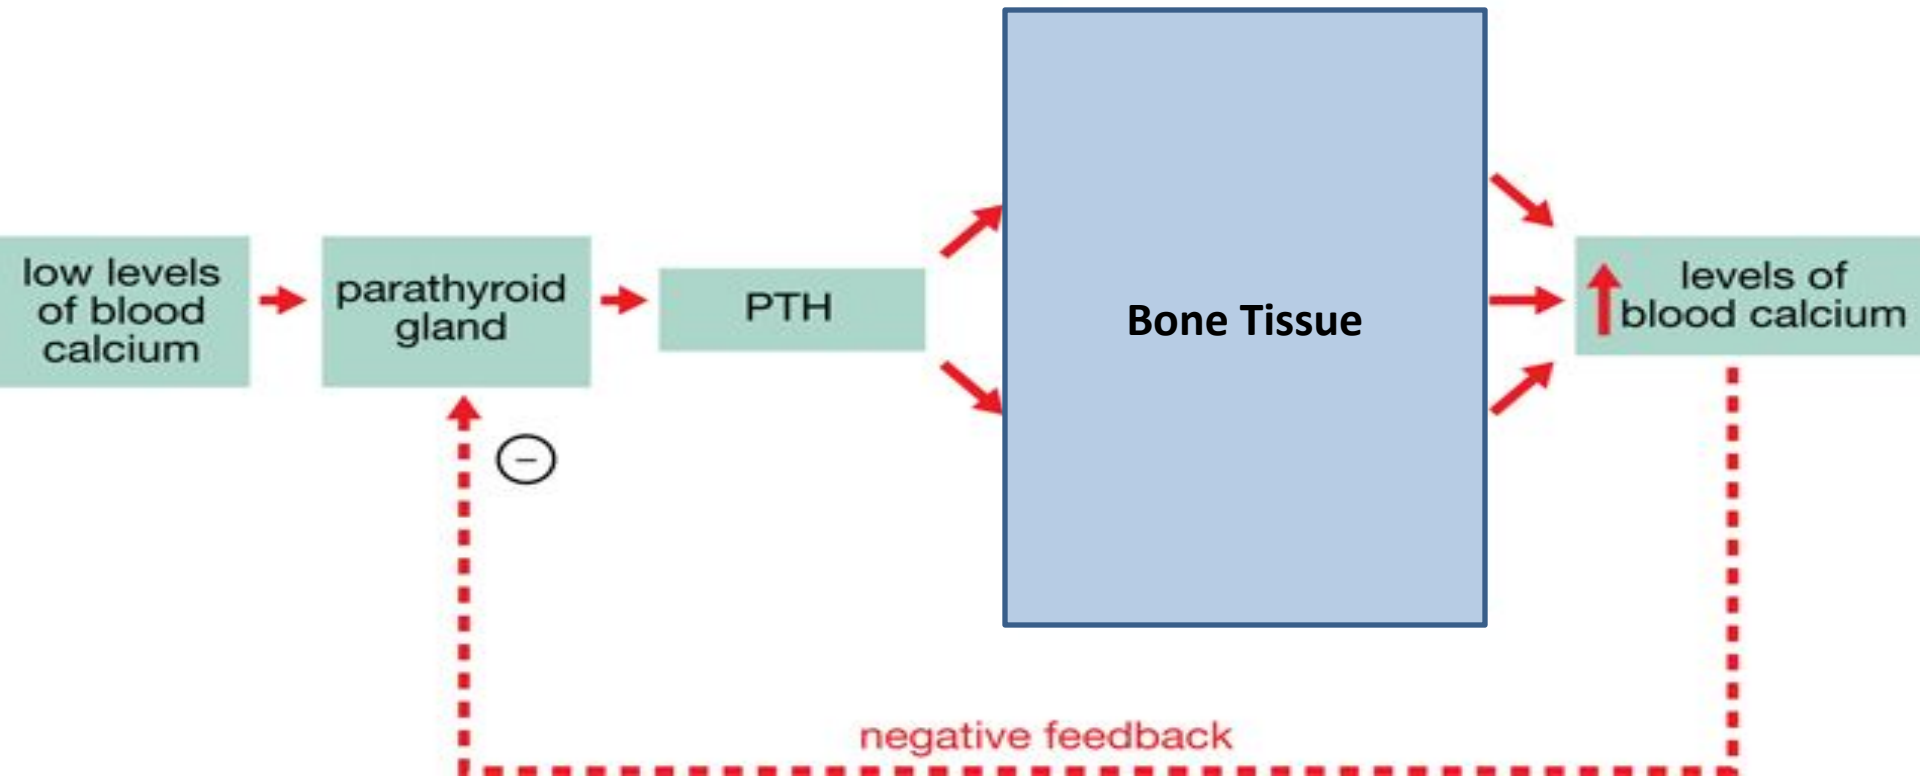 low levels
of blood
calcium
parathyroid
gland
PTH
Bone Tissue
levels of
blood calcium
−
negative feedback